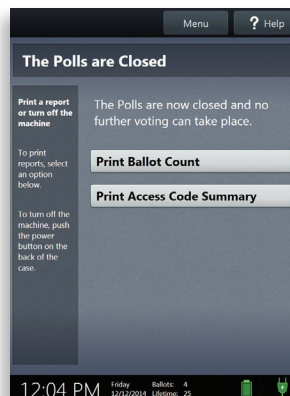 Menu
? Help
The Polls are Closed
Print a report
or turn off the
machine
To print
reports, select
an option
below.
To turn off the
machine, push
the power
button on the
back of the
case.
The Polls are now closed and no
further voting can take place.
Print Ballot Count
Print Access Code Summary
12:04 PM
Friday
12/12/2014
Ballots: 4
Lifetime: 25